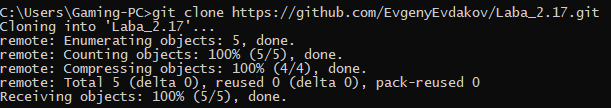 C:\Users\Gaming-PC>git clone https://github.com/EvgenyEvdakov/Laba_2.17.git
Cloning into 'Laba_2.17'...
remote: Enumerating objects: 5, done.
remote: Counting objects: 100% (5/5), done.
remote: Compressing objects: 100% (4/4), done.
remote: Total 5 (delta 0), reused 0 (delta 0), pack-reused 0
Receiving objects: 100% (5/5), done.